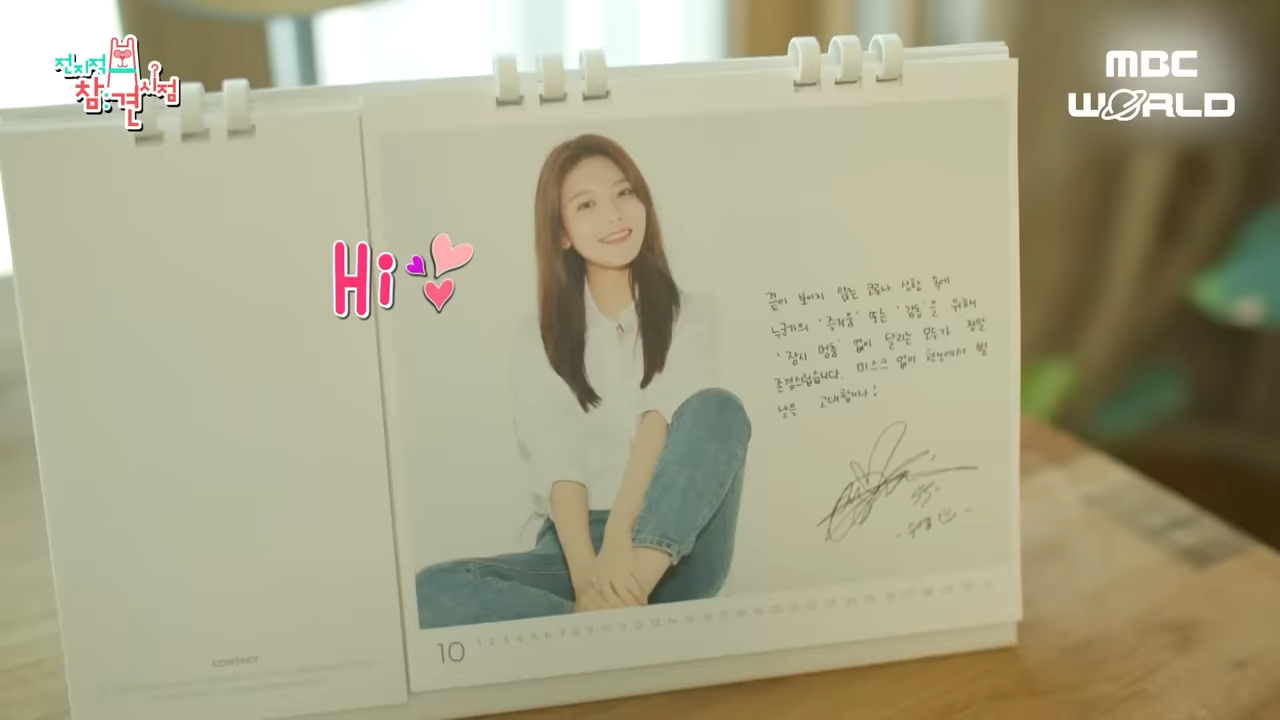 전지적
참견
시점
MBC
WORLD
Hi
끝이 보이지 않는 코로나 상황 속에
누군가의 '즐거움' 또는 '감동'을 위해
'잠시 멈춤' 없이 달리는 모두가 정말
존경스럽습니다. 마스크 없이 현장에서 뵐
날을 고대합니다!
-수영
CONTACT
10